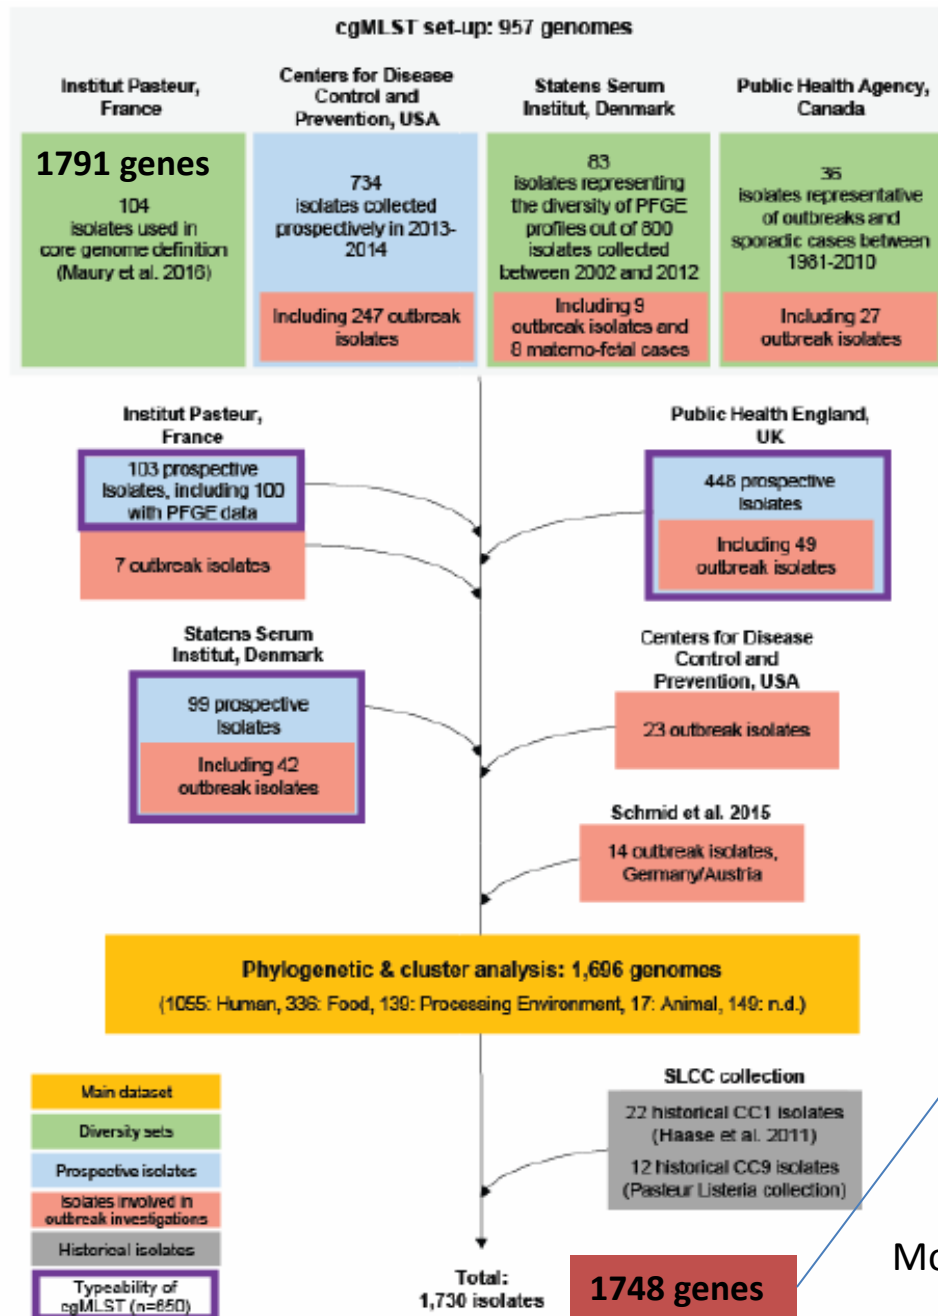 cgMLST set-up: 957 genomes
Institut Pasteur,
France
1791 genes
104
isolates used in
core genome definition
(Maury et al. 2016)
Centers for Disease
Control and
Prevention, USA
734
isolates collected
prospectively in 2013-
2014
Including 247 outbreak
isolates
Statens Serum
Institut, Denmark
83
isolates representing
the diversity of PFGE
profiles out of 800
isolates collected
between 2002 and 2012
Including 9
outbreak isolates and
8 materno-fetal cases
Public Health Agency,
Canada
36
isolates representative
of outbreaks and
sporadic cases between
1981-2010
Including 27
outbreak isolates
Institut Pasteur,
France
103 prospective
Isolates, including 100
with PFGE data
7 outbreak isolates
Public Health England,
UK
448 prospective
Isolates
Including 49
outbreak isolates
Statens Serum
Institut, Denmark
99 prospective
Isolates
Including 42
outbreak isolates
Centers for Disease
Control and
Prevention, USA
23 outbreak isolates
Schmid et al. 2015
14 outbreak isolates,
Germany/Austria
Phylogenetic & cluster analysis: 1,696 genomes
(1055: Human, 336: Food, 139: Processing Environment, 17: Animal, 149: n.d.)
SLCC collection
22 historical CC1 isolates
(Haase et al. 2011)
12 historical CC9 isolates
(Pasteur Listeria collection)
Main dataset
Diversity sets
Prospective isolates
Isolates involved in
outbreak investigations
Historical isolates
Typeability of
cgMLST (n=650)
Total:
1,730 isolates
1748 genes